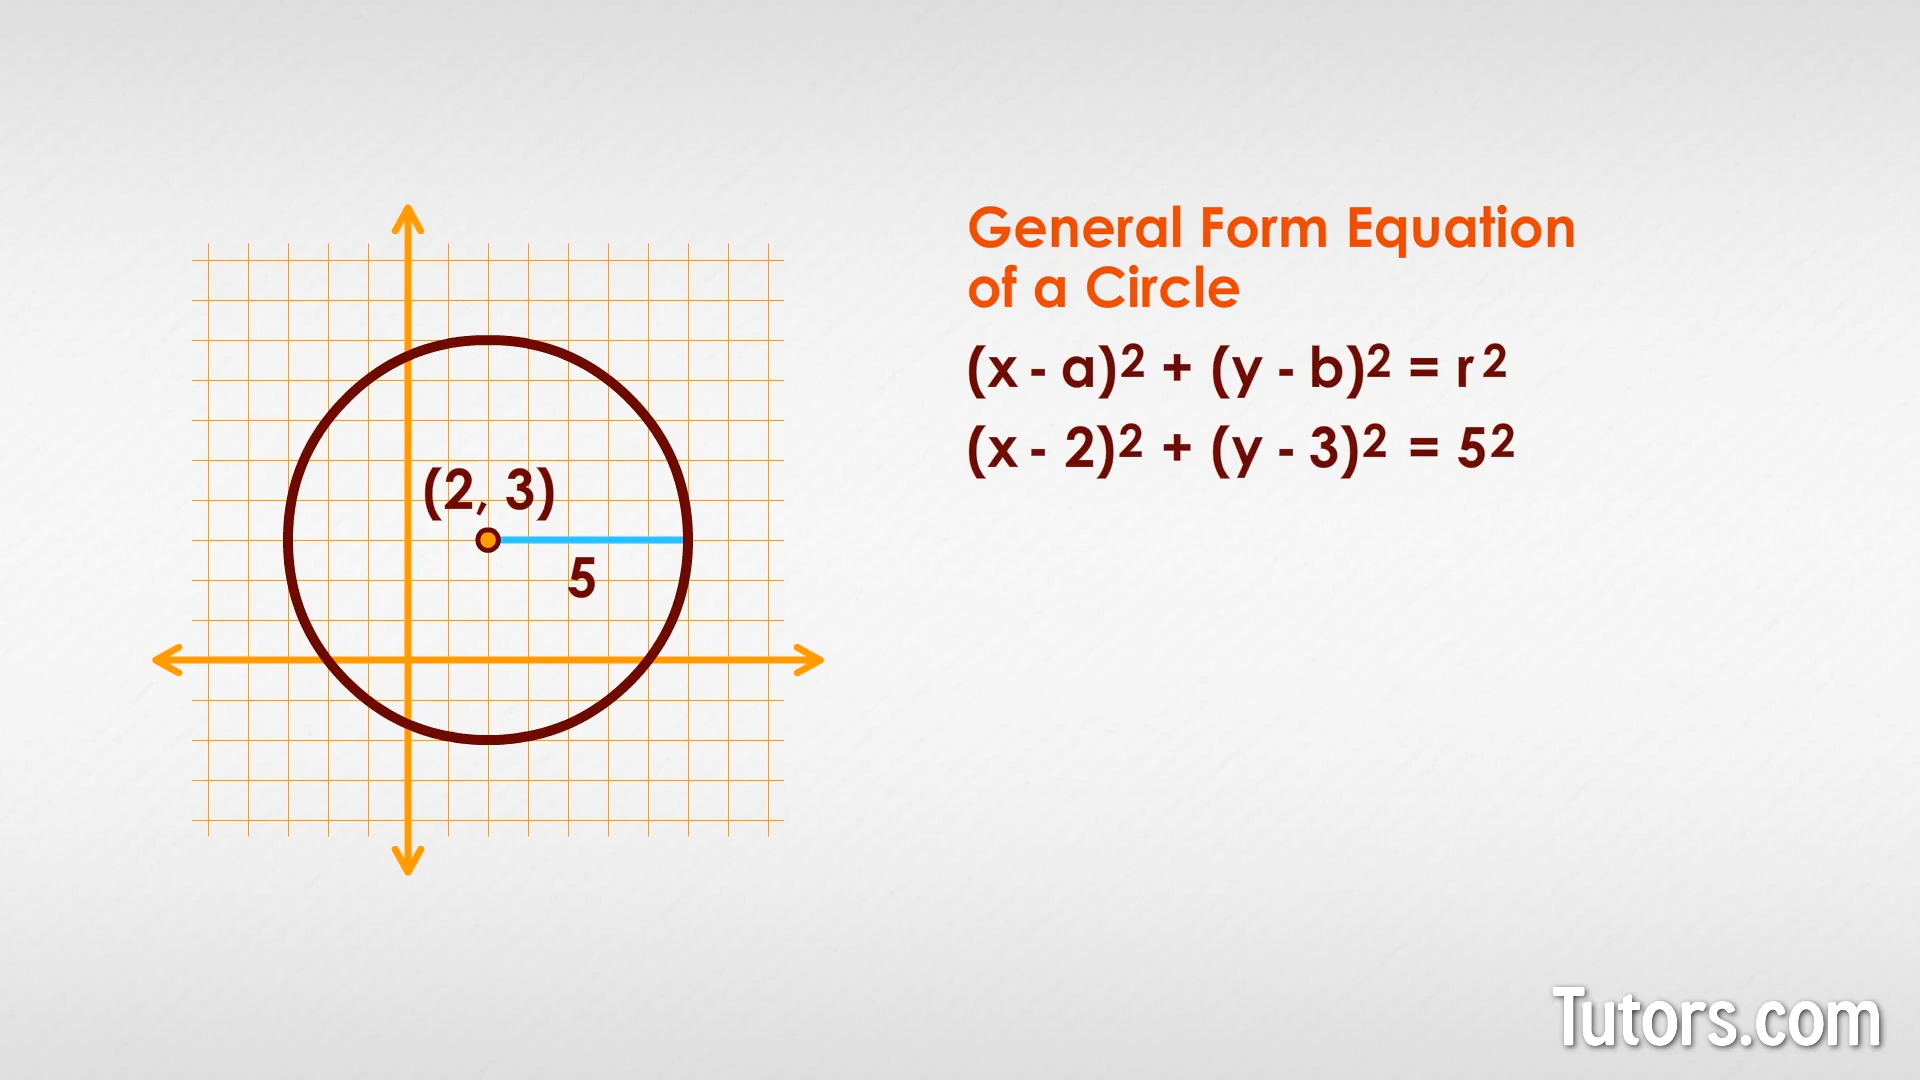 General Form Equation
of a Circle
(x - a)² + (y - b)² = r²
(x - 2)² + (y - 3)² = 5²
(2, 3)
5
Tutors.com